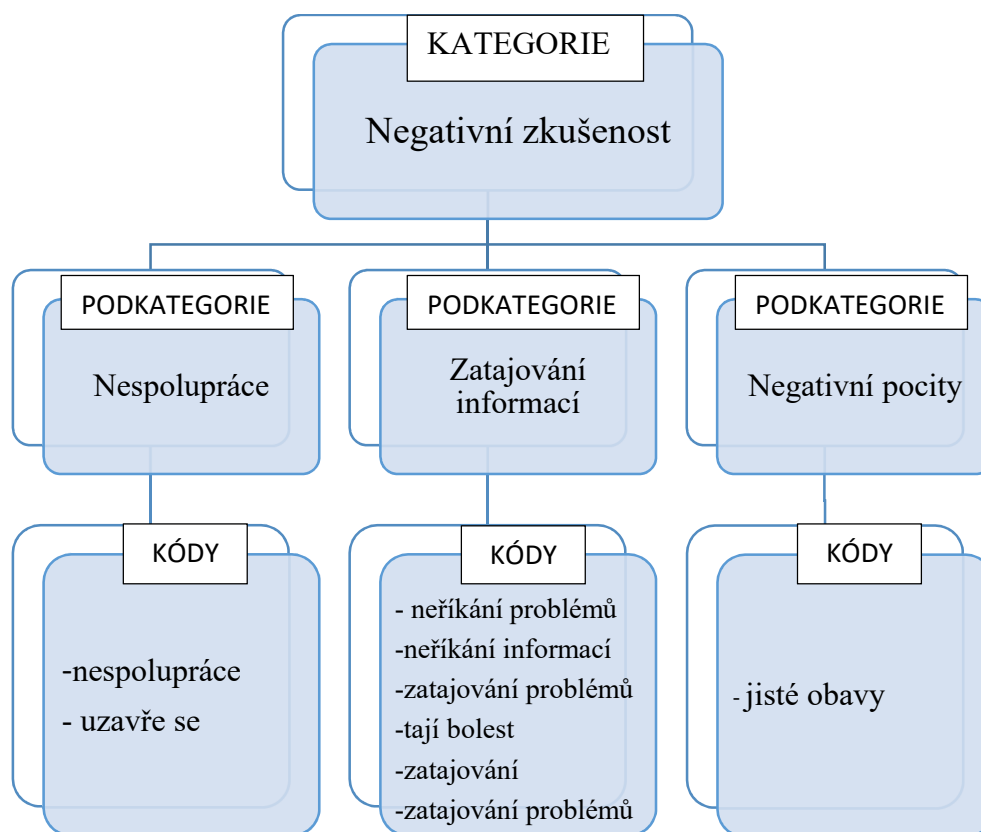 KATEGORIE
Negativní zkušenost
PODKATEGORIE
Nespolupráce
PODKATEGORIE
Zatajování
informací
PODKATEGORIE
Negativní pocity
KÓDY
-nespolupráce
- uzavře se
KÓDY
- neříkání problémů
-neříkání informací
-zatajování problémů
-tají bolest
-zatajování
-zatajování problémů
KÓDY
- jisté obavy